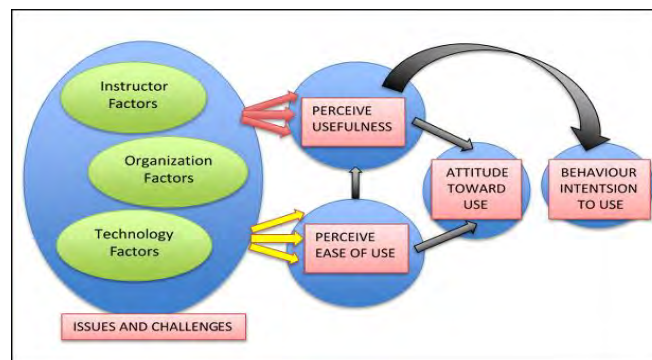 Instructor
Factors
Organization
Factors
Technology
Factors
ISSUES AND CHALLENGES
PERCEIVE
USEFULNESS
PERCEIVE
EASE OF USE
ATTITUDE
TOWARD
USE
BEHAVIOUR
INTENTSION
TO USE